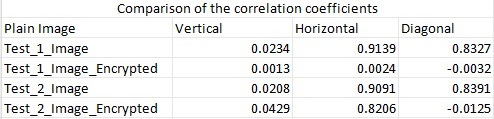 Comparison of the correlation coefficients
Plain Image Vertical Horizontal Diagonal
Test_1_Image 0.0234 0.9139 0.8327
Test_1_Image_Encrypted 0.0013 0.0024 -0.0032
Test_2_Image 0.0208 0.9091 0.8391
Test_2_Image_Encrypted 0.0429 0.8206 -0.0125